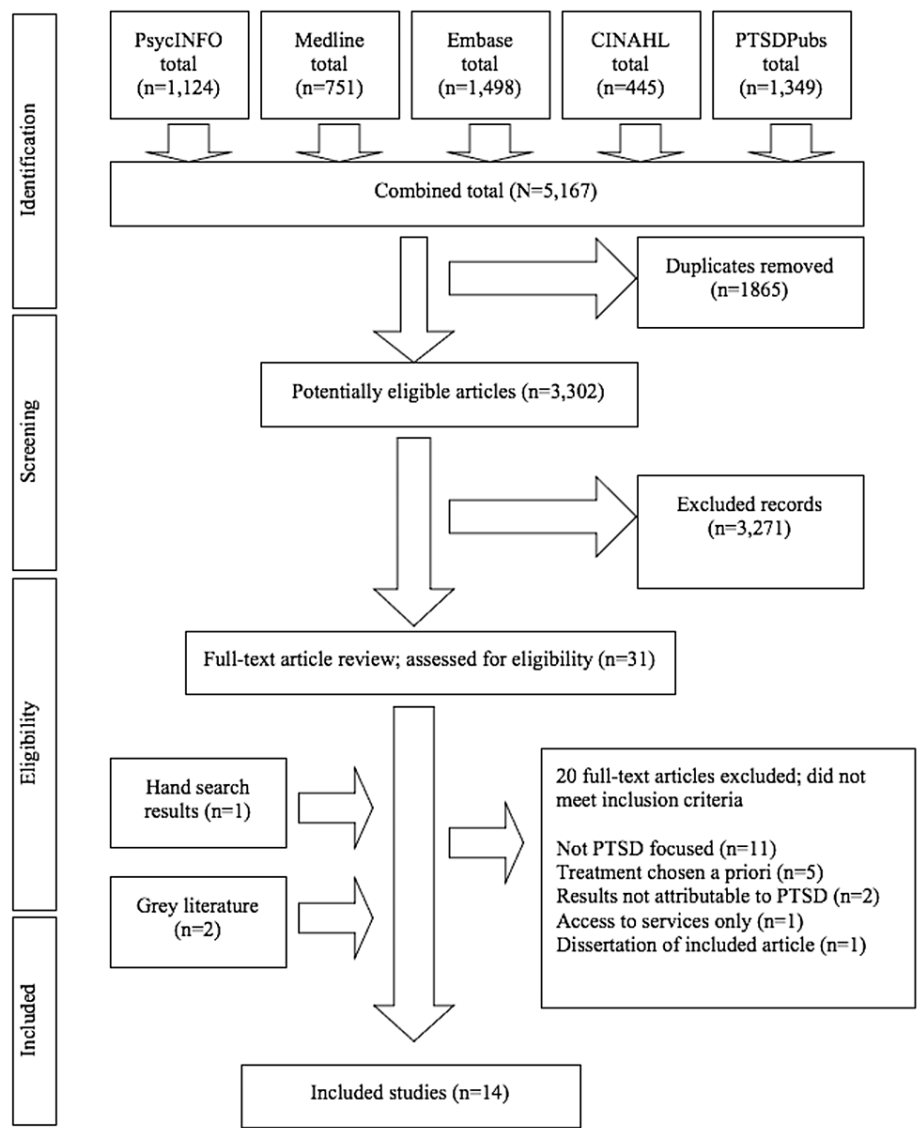 Identification
PsycINFO
total
(n=1,124)
Medline
total
(n=751)
Embase
total
(n=1,498)
CINAHL
total
(n=445)
PTSDPubs
total
(n=1,349)
Combined total (N=5,167)
Duplicates removed
(n=1865)
Screening
Potentially eligible articles (n=3,302)
Excluded records
(n=3,271)
Eligibility
Full-text article review; assessed for eligibility (n=31)
Hand search
results (n=1)
Grey literature
(n=2)
20 full-text articles excluded; did not
meet inclusion criteria
Not PTSD focused (n=11)
Treatment chosen a priori (n=5)
Results not attributable to PTSD (n=2)
Access to services only (n=1)
Dissertation of included article (n=1)
Included
Included studies (n=14)